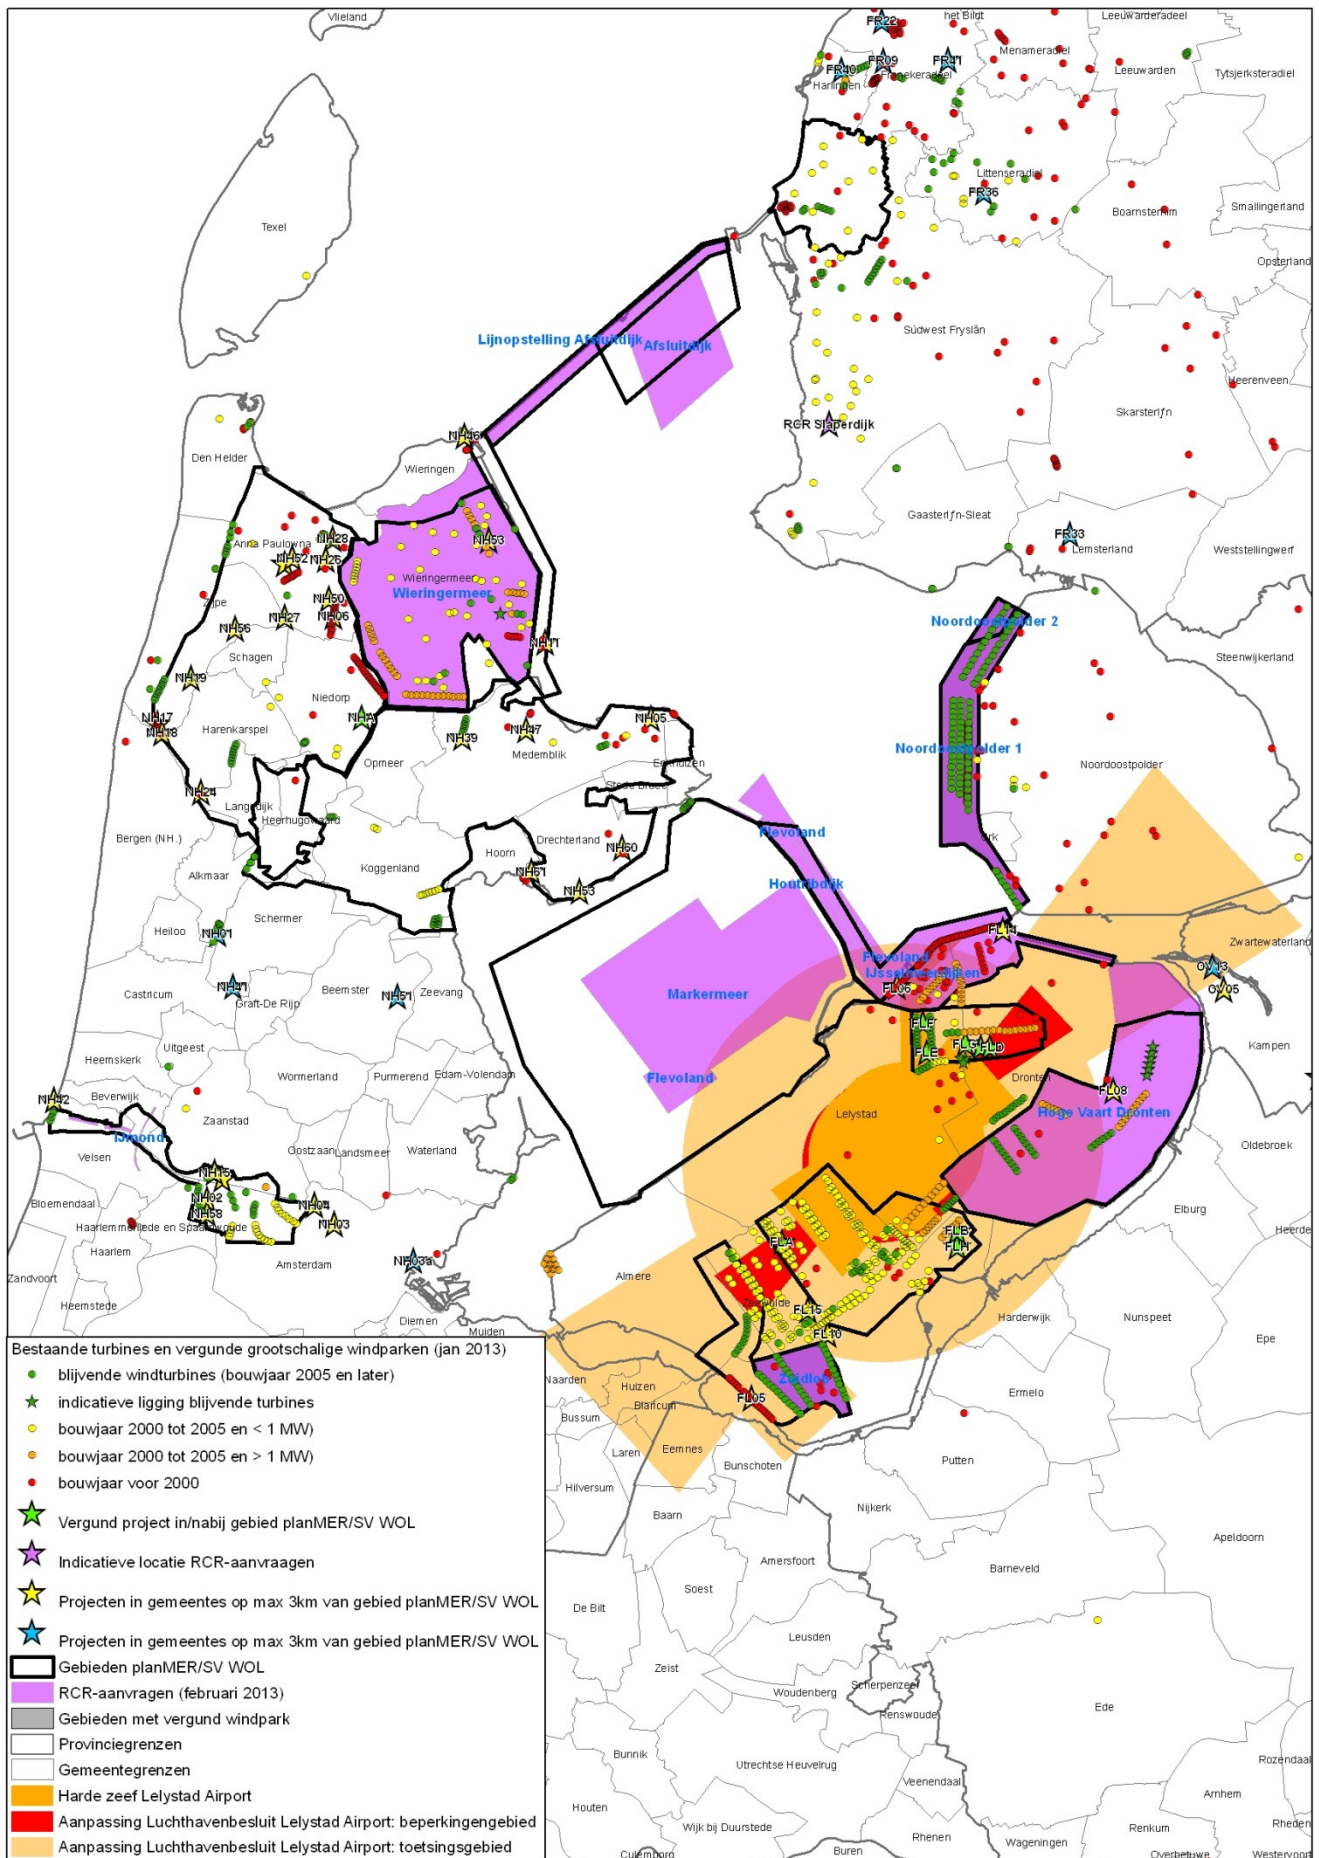 Vlieland
FR22
het Bildt
Leeuwarderadeel
Menameradiel
FR40
FR09
FR41
Franekeradeel
Harlingen
Leeuwarden
Tytsjerksteradiel
Littenseradiel
FR36
Boarnsterhim
Smallingerland
Texel
Opsterland
Lijnopstelling Afsluitdijk
Afsluitdijk
Súdwest Fryslân
Heerenveen
Skarsterlân
RCR Slaperdijk
NH46
Den Helder
Wieringen
Gaasterlân-Sleat
FR33
Lemsterland
Weststellingwerf
Anna Paulowna
NH28
NH52
NH26
NH53
Wieringermeer
Wieringermeer
Zijpe
NH50
NH27
NH06
NH56
NH11
Noordoostpolder 2
Steenwijkerland
Schagen
NH19
Niedorp
NH17
NH18
NHA
NH05
Harenkarspel
NH39
NH47
Medemblik
Noordoostpolder 1
Noordoostpolder
Opmeer
Enkhuizen
Stede Broec
NH24
Langedijk
Heerhugowaard
Bergen (NH.)
Flevoland
Urk
Drechterland
NH60
Hoorn
Koggenland
Alkmaar
NH61
NH53
Houtribdijk
Schermer
Heiloo
NH01
FL14
Zwartewaterland
Flevoland
IJsselmeerdijken
OV13
OV05
NH41
Graft-De Rijp
Beemster
NH51
Zeevang
Castricum
Markermeer
FL06
FLF
FLG
FLD
FLE
Uitgeest
Heemskerk
Wormerland
Purmerend
Edam-Volendam
Flevoland
Kampen
Dronten
FL08
NH42
Beverwijk
Zaanstad
Lelystad
Hoge Vaart Dronten
IJmond
Velsen
Oostzaan
Landsmeer
Waterland
Oldebroek
NH15
Bloemendaal
NH02
NH04
NH58
NH03
Haarlemmerliede en Spaarnwoude
Elburg
Heerde
Haarlem
FLB
FLA
FLH
NH03a
Amsterdam
Almere
Zandvoort
Heemstede
Zeewolde
FL15
FL10
Diemen
Muiden
Harderwijk
Nunspeet
Epe
Naarden
Huizen
Blaricum
Zuidlob
FL05
Ermelo
Bussum
Laren
Eemnes
Bunschoten
Hilversum
Putten
Baarn
Nijkerk
Apeldoorn
Amersfoort
Barneveld
Soest
De Bilt
Leusden
Zeist
Woudenberg
Scherpenzeel
Renswoude
Ede
Bunnik
Utrechtse Heuvelrug
Veenendaal
Rozendaal
Arnhem
Houten
Wijk bij Duurstede
Rhenen
Wageningen
Renkum
Rheden
Culemborg
Buren
Overbetuwe
Westervoort
Bestaande turbines en vergunde grootschalige windparken (jan 2013)
blijvende windturbines (bouwjaar 2005 en later)
indicatieve ligging blijvende turbines
bouwjaar 2000 tot 2005 en < 1 MW)
bouwjaar 2000 tot 2005 en > 1 MW)
bouwjaar voor 2000
Vergund project in/nabij gebied planMER/SV WOL
Indicatieve locatie RCR-aanvraagen
Projecten in gemeentes op max 3km van gebied planMER/SV WOL
Projecten in gemeentes op max 3km van gebied planMER/SV WOL
Gebieden planMER/SV WOL
RCR-aanvragen (februari 2013)
Gebieden met vergund windpark
Provinciegrenzen
Gemeentegrenzen
Harde zeef Lelystad Airport
Aanpassing Luchthavenbesluit Lelystad Airport: beperkingengebied
Aanpassing Luchthavenbesluit Lelystad Airport: toetsingsgebied